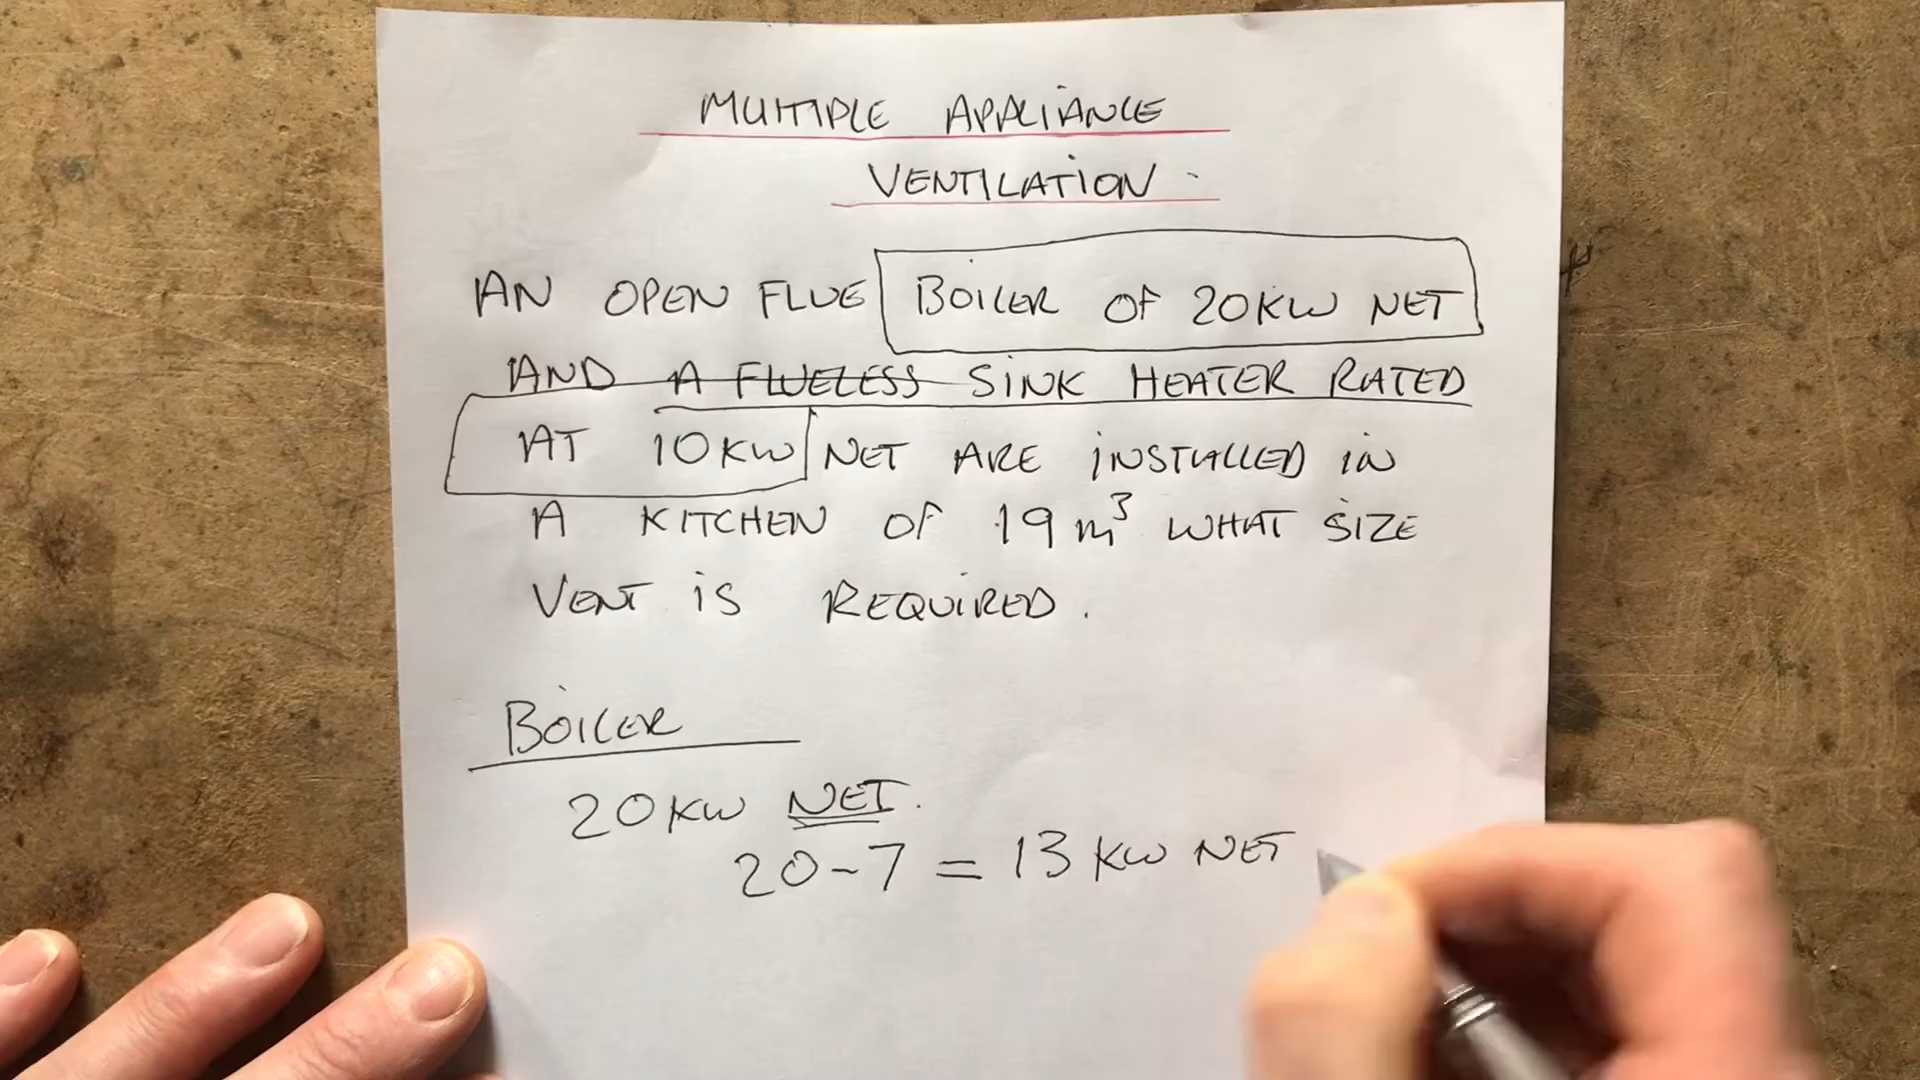 MULTIPLE APPLIANCE
VENTILATION
AN OPEN FLUE BOILER OF 20KW NET
AND A FLUELESS SINK HEATER RATED
AT 10KW NET ARE INSTALLED IN
A KITCHEN OF 19m³ WHAT SIZE
VENT IS REQUIRED.
BOILER
20KW NET.
20-7 = 13 KW NET